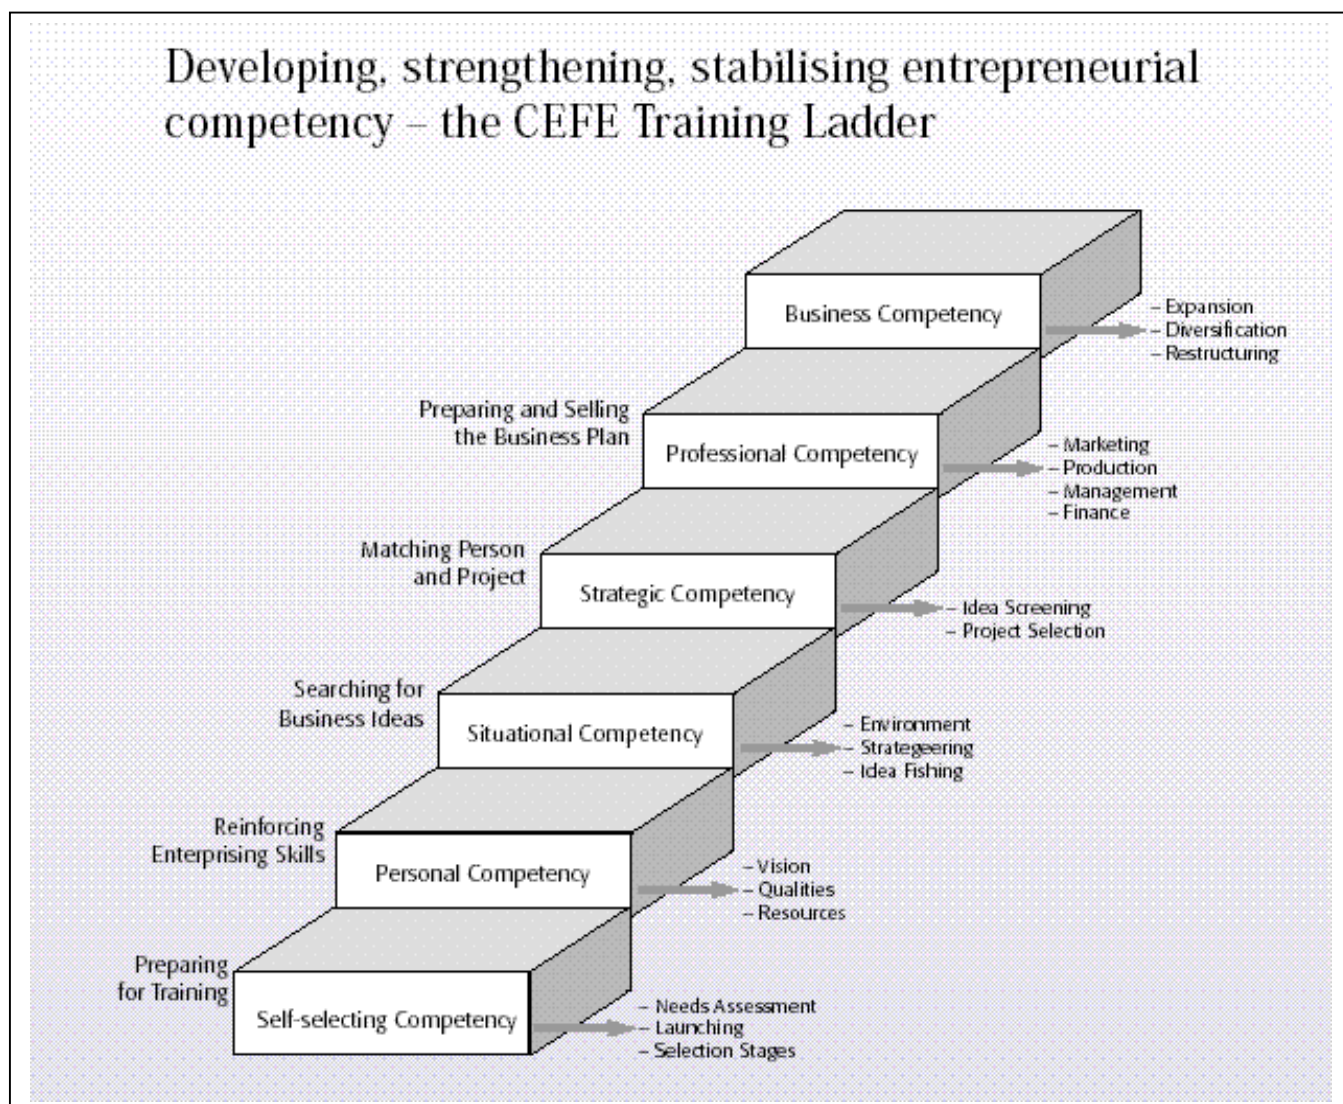 Developing, strengthening, stabilising entrepreneurial
competency – the CEFE Training Ladder
Business Competency
– Expansion
– Diversification
– Restructuring
Preparing and Selling
the Business Plan
Professional Competency
– Marketing
– Production
– Management
– Finance
Matching Person
and Project
Strategic Competency
– Idea Screening
– Project Selection
Searching for
Business Ideas
Situational Competency
– Environment
– Strategeering
– Idea Fishing
Reinforcing
Enterprising Skills
Personal Competency
– Vision
– Qualities
– Resources
Preparing
for Training
Self-selecting Competency
– Needs Assessment
– Launching
– Selection Stages